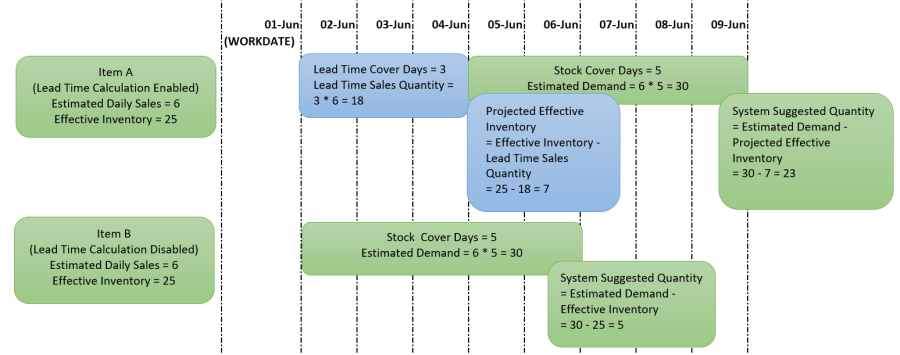 01-Jun 02-Jun 03-Jun 04-Jun 05-Jun 06-Jun 07-Jun 08-Jun 09-Jun
(WORKDATE)
Item A
(Lead Time Calculation Enabled)
Estimated Daily Sales = 6
Effective Inventory = 25
Lead Time Cover Days = 3
Lead Time Sales Quantity =
3 * 6 = 18
Stock Cover Days = 5
Estimated Demand = 6 * 5 = 30
Projected Effective
Inventory
= Effective Inventory -
Lead Time Sales
Quantity
= 25 - 18 = 7
System Suggested Quantity
= Estimated Demand -
Projected Effective
Inventory
= 30 - 7 = 23
Item B
(Lead Time Calculation Disabled)
Estimated Daily Sales = 6
Effective Inventory = 25
Stock  Cover Days = 5
Estimated Demand = 6 * 5 = 30
System Suggested Quantity
= Estimated Demand -
Effective Inventory
= 30 - 25 = 5